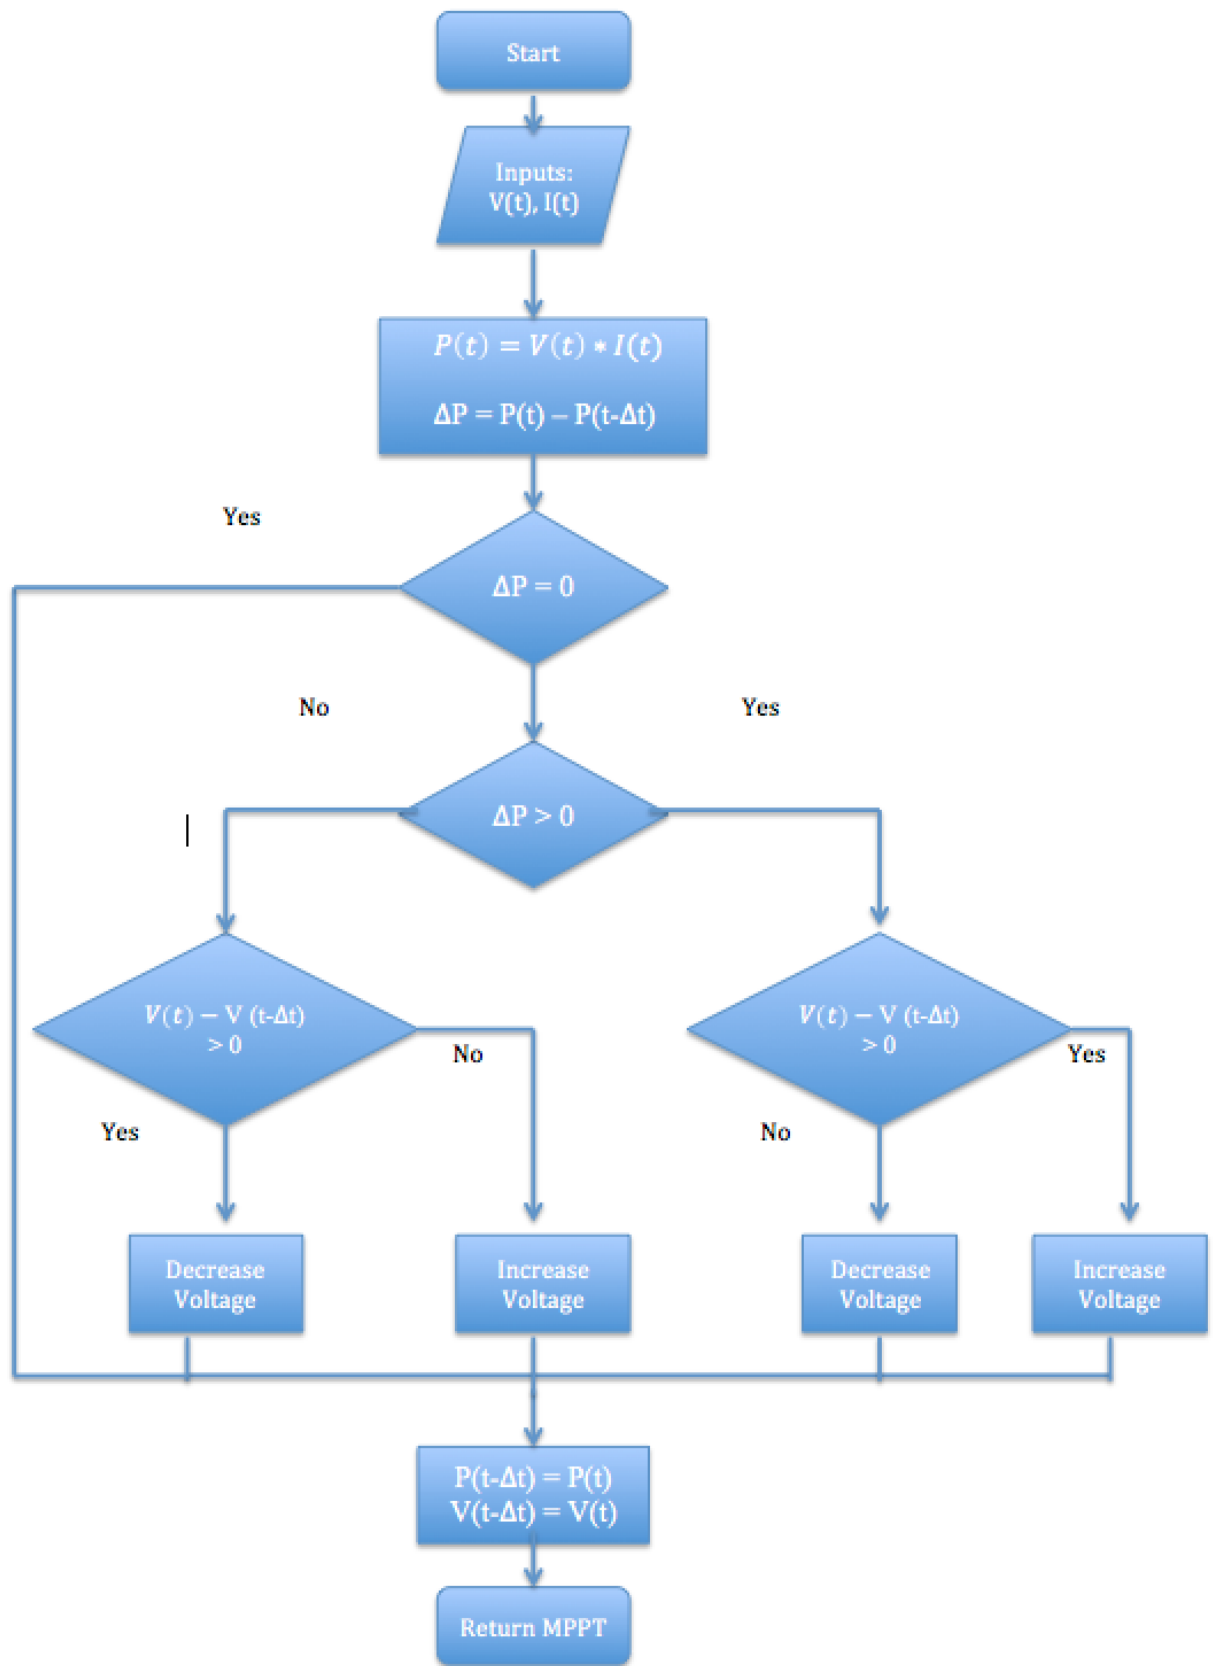 Start
Inputs:
V(t), I(t)
P(t) = V(t) * I(t)
ΔP = P(t) – P(t-Δt)
Yes
ΔP = 0
No
Yes
ΔP > 0
V(t) – V (t-Δt)
> 0
No
Yes
V(t) – V (t-Δt)
> 0
Yes
No
Decrease
Voltage
Increase
Voltage
Decrease
Voltage
Increase
Voltage
P(t-Δt) = P(t)
V(t-Δt) = V(t)
Return MPPT